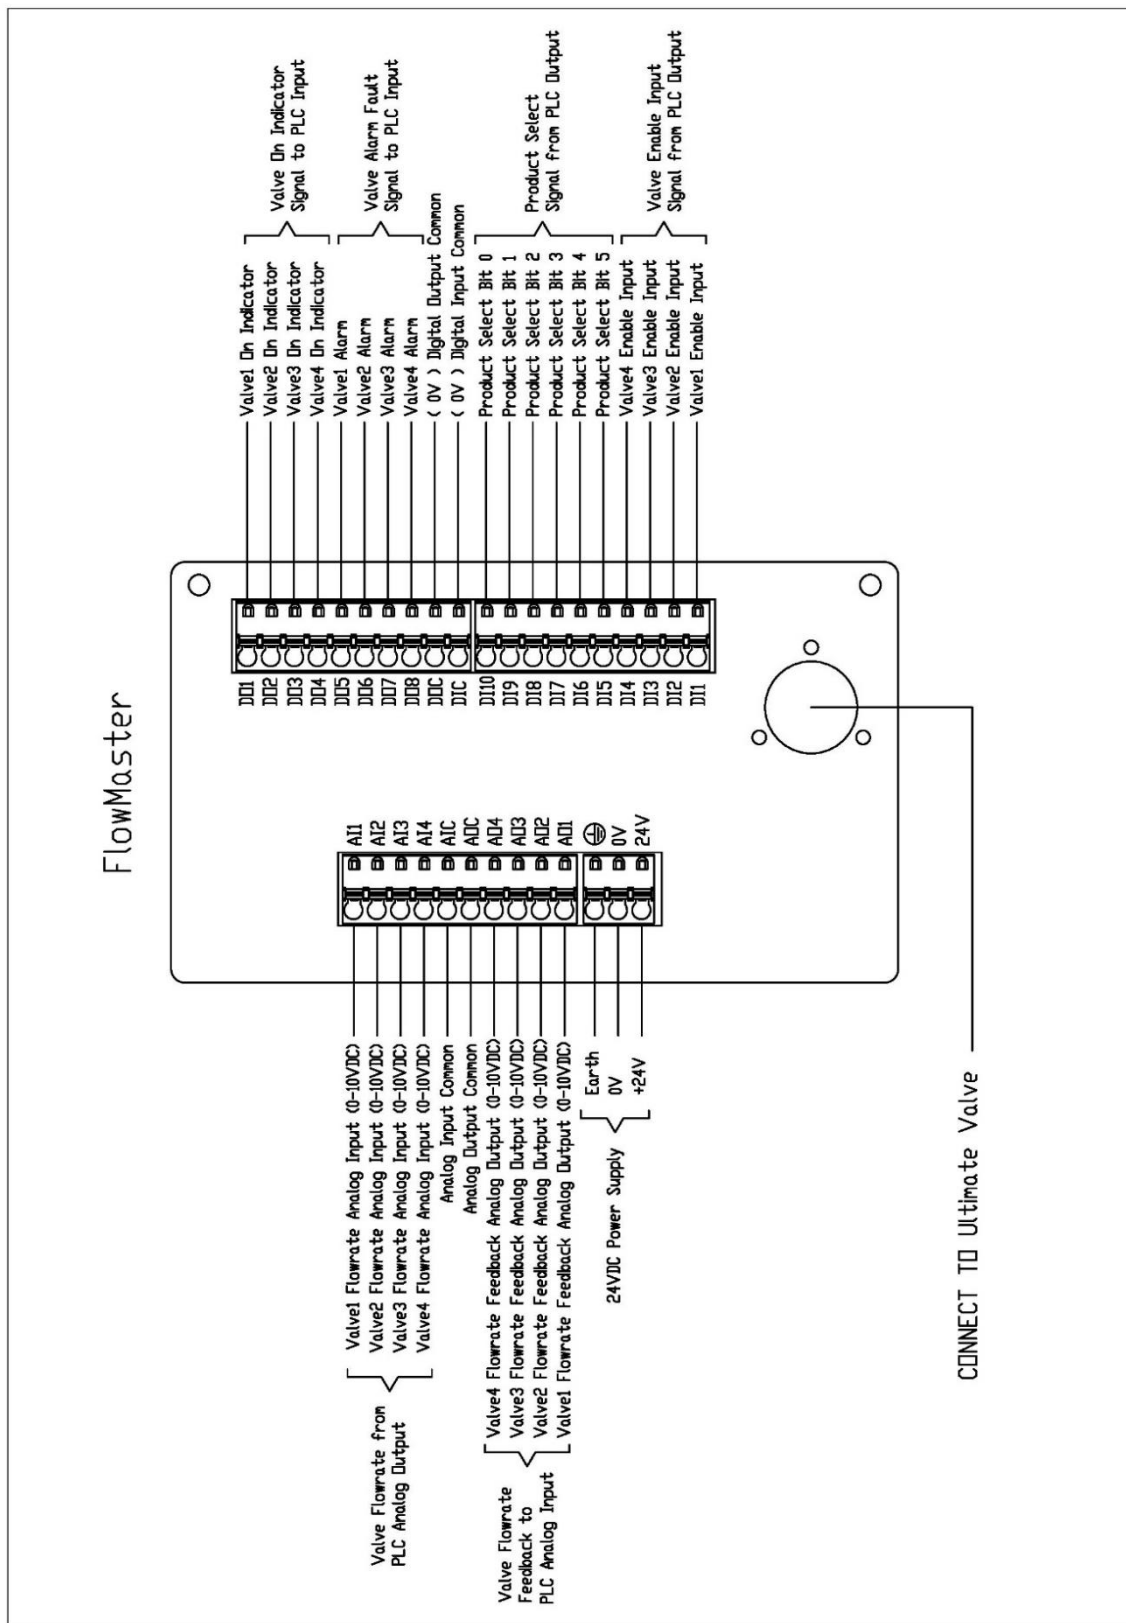 FlowMaster
Valve1 On Indicator
Valve2 On Indicator
Valve3 On Indicator
Valve4 On Indicator
Valve On Indicator
Signal to PLC Input
Valve1 Alarm
Valve2 Alarm
Valve3 Alarm
Valve4 Alarm
Valve Alarm Fault
Signal to PLC Input
( 0V ) Digital Output Common
( 0V ) Digital Input Common
Product Select Bit 0
Product Select Bit 1
Product Select Bit 2
Product Select Bit 3
Product Select Bit 4
Product Select Bit 5
Product Select
Signal from PLC Output
Valve4 Enable Input
Valve3 Enable Input
Valve2 Enable Input
Valve1 Enable Input
Valve Enable Input
Signal from PLC Output
DO1
DO2
DO3
DO4
DO5
DO6
DO7
DO8
DOC
DIC
DI10
DI9
DI8
DI7
DI6
DI5
DI4
DI3
DI2
DI1
AI1
AI2
AI3
AI4
AIC
AOC
AO4
AO3
AO2
AO1
0V
24V
Valve1 Flowrate Analog Input (0-10VDC)
Valve2 Flowrate Analog Input (0-10VDC)
Valve3 Flowrate Analog Input (0-10VDC)
Valve4 Flowrate Analog Input (0-10VDC)
Valve Flowrate from
PLC Analog Output
Analog Input Common
Analog Output Common
Valve4 Flowrate Feedback Analog Output (0-10VDC)
Valve3 Flowrate Feedback Analog Output (0-10VDC)
Valve2 Flowrate Feedback Analog Output (0-10VDC)
Valve1 Flowrate Feedback Analog Output (0-10VDC)
Valve Flowrate
Feedback to
PLC Analog Input
Earth
0V
+24V
24VDC Power Supply
CONNECT TO Ultimate Valve